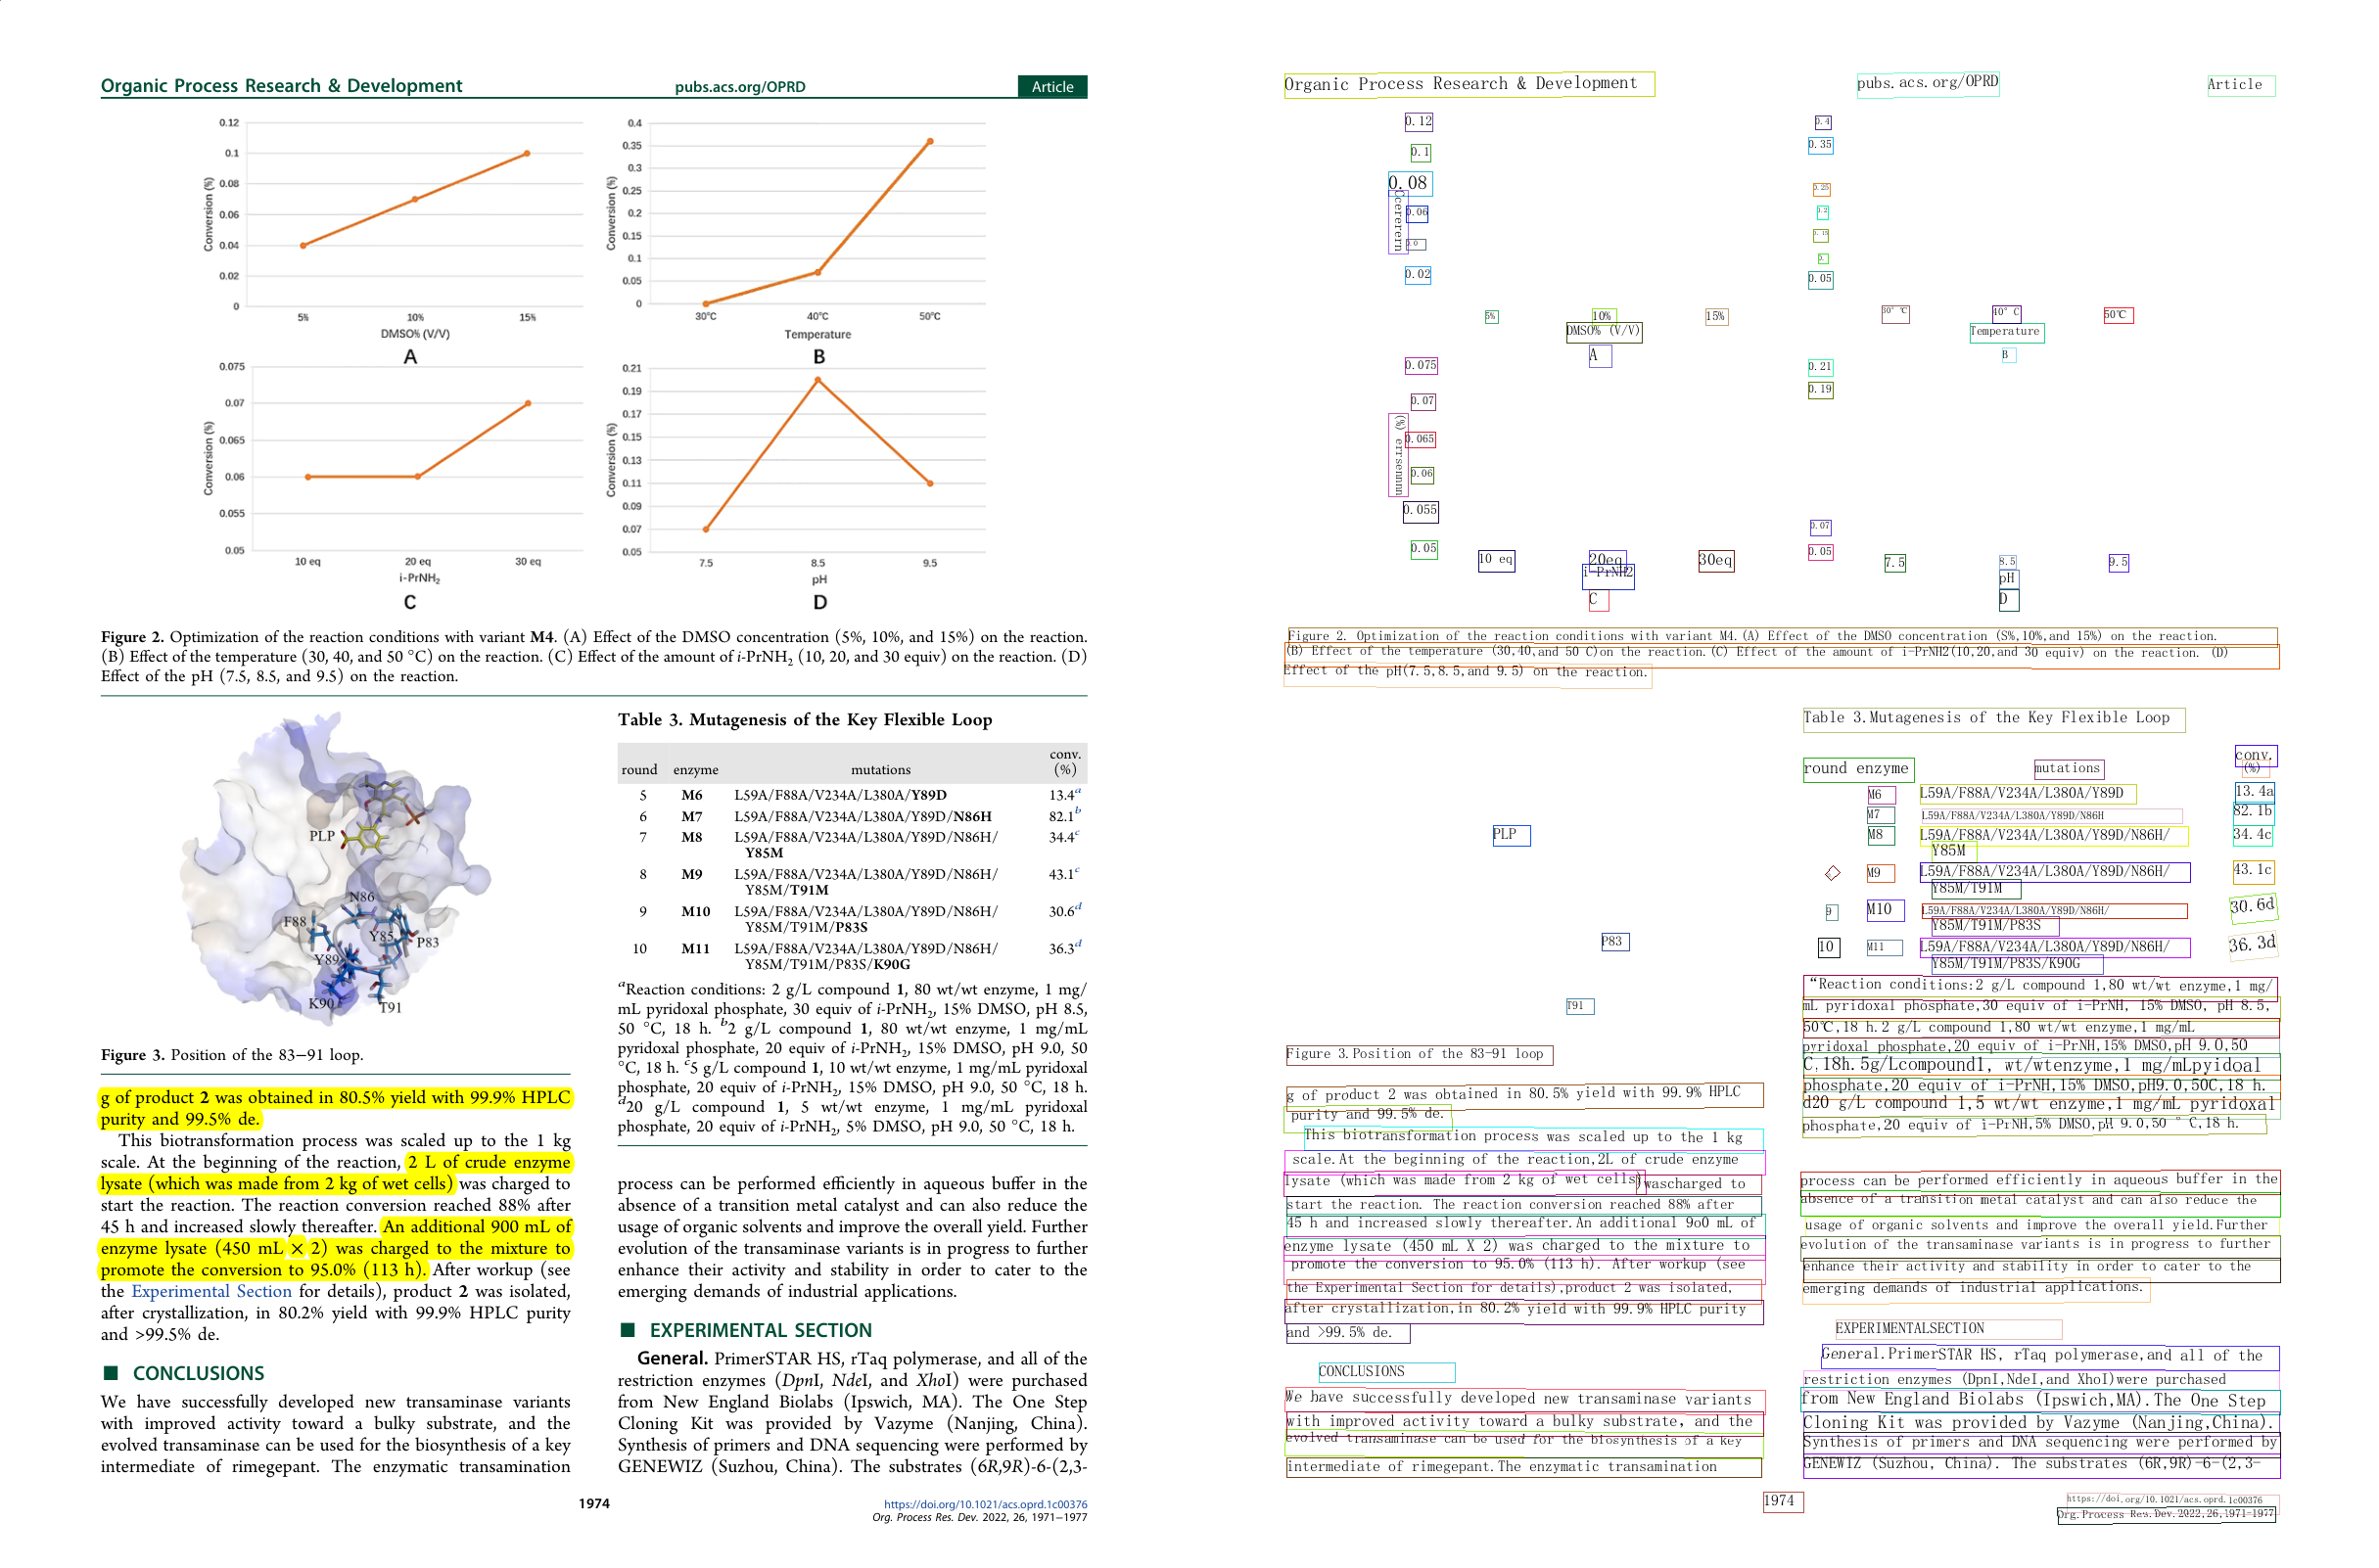 Organic Process Research & Development
pubs.acs.org/OPRD
Article
0.12
0.1
0.08
0.06
0.04
0.02
0
Conversion (%)
5%
10%
15%
DMSO% (V/V)
A
0.4
0.35
0.3
0.25
0.2
0.15
0.1
0.05
0
Conversion (%)
30°C
40°C
50°C
Temperature
B
0.075
0.07
0.065
0.06
0.055
0.05
Conversion (%)
10 eq
20 eq
30 eq
i-PrNH₂
C
0.21
0.19
0.17
0.15
0.13
0.11
0.09
0.07
0.05
Conversion (%)
7.5
8.5
9.5
pH
D
Figure 2. Optimization of the reaction conditions with variant M4. (A) Effect of the DMSO concentration (5%, 10%, and 15%) on the reaction.
(B) Effect of the temperature (30, 40, and 50 °C) on the reaction. (C) Effect of the amount of i-PrNH₂ (10, 20, and 30 equiv) on the reaction. (D)
Effect of the pH (7.5, 8.5, and 9.5) on the reaction.
PLP
N86
F88
Y85
P83
Y89
K90
T91
Figure 3. Position of the 83−91 loop.
g of product 2 was obtained in 80.5% yield with 99.9% HPLC
purity and 99.5% de.
This biotransformation process was scaled up to the 1 kg
scale. At the beginning of the reaction, 2 L of crude enzyme
lysate (which was made from 2 kg of wet cells) was charged to
start the reaction. The reaction conversion reached 88% after
45 h and increased slowly thereafter. An additional 900 mL of
enzyme lysate (450 mL × 2) was charged to the mixture to
promote the conversion to 95.0% (113 h). After workup (see
the Experimental Section for details), product 2 was isolated,
after crystallization, in 80.2% yield with 99.9% HPLC purity
and >99.5% de.
■ CONCLUSIONS
We have successfully developed new transaminase variants
with improved activity toward a bulky substrate, and the
evolved transaminase can be used for the biosynthesis of a key
intermediate of rimegepant. The enzymatic transamination
Table 3. Mutagenesis of the Key Flexible Loop
round enzyme mutations conv. (%)
5 M6 L59A/F88A/V234A/L380A/Y89D 13.4ᵃ
6 M7 L59A/F88A/V234A/L380A/Y89D/N86H 82.1ᵇ
7 M8 L59A/F88A/V234A/L380A/Y89D/N86H/ 34.4ᶜ
Y85M
8 M9 L59A/F88A/V234A/L380A/Y89D/N86H/ 43.1ᶜ
Y85M/T91M
9 M10 L59A/F88A/V234A/L380A/Y89D/N86H/ 30.6ᵈ
Y85M/T91M/P83S
10 M11 L59A/F88A/V234A/L380A/Y89D/N86H/ 36.3ᵈ
Y85M/T91M/P83S/K90G
ᵃReaction conditions: 2 g/L compound 1, 80 wt/wt enzyme, 1 mg/
mL pyridoxal phosphate, 30 equiv of i-PrNH₂, 15% DMSO, pH 8.5,
50 °C, 18 h. ᵇ2 g/L compound 1, 80 wt/wt enzyme, 1 mg/mL
pyridoxal phosphate, 20 equiv of i-PrNH₂, 15% DMSO, pH 9.0, 50
°C, 18 h. ᶜ5 g/L compound 1, 10 wt/wt enzyme, 1 mg/mL pyridoxal
phosphate, 20 equiv of i-PrNH₂, 15% DMSO, pH 9.0, 50 °C, 18 h.
ᵈ20 g/L compound 1, 5 wt/wt enzyme, 1 mg/mL pyridoxal
phosphate, 20 equiv of i-PrNH₂, 5% DMSO, pH 9.0, 50 °C, 18 h.
process can be performed efficiently in aqueous buffer in the
absence of a transition metal catalyst and can also reduce the
usage of organic solvents and improve the overall yield. Further
evolution of the transaminase variants is in progress to further
enhance their activity and stability in order to cater to the
emerging demands of industrial applications.
■ EXPERIMENTAL SECTION
General. PrimerSTAR HS, rTaq polymerase, and all of the
restriction enzymes (DpnI, NdeI, and XhoI) were purchased
from New England Biolabs (Ipswich, MA). The One Step
Cloning Kit was provided by Vazyme (Nanjing, China).
Synthesis of primers and DNA sequencing were performed by
GENEWIZ (Suzhou, China). The substrates (6R,9R)-6-(2,3-
1974
https://doi.org/10.1021/acs.oprd.1c00376
Org. Process Res. Dev. 2022, 26, 1971−1977
Organic Process Research & Development
pubs.acs.org/OPRD
Article
0.12
0.1
0.08
0.06
0.0
0.02
5%
10%
15%
DMSO% (V/V)
A
0.4
0.35
0.25
0.2
0.15
0.
0.05
30° ℃
40° C
50℃
Temperature
B
0.075
0.07
0.065
0.06
0.055
0.05
10 eq
20eq
30eq
i-PrNH2
C
0.21
0.19
0.07
0.05
7.5
8.5
9.5
pH
D
Figure 2. Optimization of the reaction conditions with variant M4.(A) Effect of the DMSO concentration (S%,10%,and 15%) on the reaction.
(B) Effect of the temperature (30,40,and 50 C)on the reaction.(C) Effect of the amount of i-PrNH2(10,20,and 30 equiv) on the reaction. (D)
Effect of the pH(7.5,8.5,and 9.5) on the reaction.
PLP
P83
T91
Figure 3.Position of the 83-91 loop
g of product 2 was obtained in 80.5% yield with 99.9% HPLC
purity and 99.5% de.
This biotransformation process was scaled up to the 1 kg
scale.At the beginning of the reaction,2L of crude enzyme
lysate (which was made from 2 kg of wet cells)wascharged to
start the reaction. The reaction conversion reached 88% after
45 h and increased slowly thereafter.An additional 9o0 mL of
enzyme lysate (450 mL X 2) was charged to the mixture to
promote the conversion to 95.0% (113 h). After workup (see
the Experimental Section for details),product 2 was isolated,
after crystallization,in 80.2% yield with 99.9% HPLC purity
and >99.5% de.
CONCLUSIONS
We have successfully developed new transaminase variants
with improved activity toward a bulky substrate, and the
evolved transaminase can be used for the biosynthesis of a key
intermediate of rimegepant.The enzymatic transamination
Table 3.Mutagenesis of the Key Flexible Loop
round enzyme mutations conv. (%)
M6 L59A/F88A/V234A/L380A/Y89D 13.4a
M7 L59A/F88A/V234A/L380A/Y89D/N86H 82.1b
M8 L59A/F88A/V234A/L380A/Y89D/N86H/ 34.4c
Y85M
M9 L59A/F88A/V234A/L380A/Y89D/N86H/ 43.1c
Y85M/T91M
9 M10 L59A/F88A/V234A/L380A/Y89D/N86H/ 30.6d
Y85M/T91M/P83S
10 M11 L59A/F88A/V234A/L380A/Y89D/N86H/ 36.3d
Y85M/T91M/P83S/K90G
“Reaction conditions:2 g/L compound 1,80 wt/wt enzyme,1 mg/
mL pyridoxal phosphate,30 equiv of i-PrNH, 15% DMSO, pH 8.5,
50℃,18 h.2 g/L compound 1,80 wt/wt enzyme,1 mg/mL
pyridoxal phosphate,20 equiv of i-PrNH,15% DMSO,pH 9.0,50
C,18h.5g/Lcompound1, wt/wtenzyme,1 mg/mLpyidoal
phosphate,20 equiv of i-PrNH,15% DMSO,pH9.0,50C,18 h.
d20 g/L compound 1,5 wt/wt enzyme,1 mg/mL pyridoxal
phosphate,20 equiv of i-PrNH,5% DMSO,pH 9.0,50 ° C,18 h.
process can be performed efficiently in aqueous buffer in the
absence of a transition metal catalyst and can also reduce the
usage of organic solvents and improve the overall yield.Further
evolution of the transaminase variants is in progress to further
enhance their activity and stability in order to cater to the
emerging demands of industrial applications.
EXPERIMENTALSECTION
General.PrimerSTAR HS, rTaq polymerase,and all of the
restriction enzymes (DpnI,NdeI,and XhoI)were purchased
from New England Biolabs (Ipswich,MA).The One Step
Cloning Kit was provided by Vazyme (Nanjing,China).
Synthesis of primers and DNA sequencing were performed by
GENEWIZ (Suzhou, China). The substrates (6R,9R)-6-(2,3-
1974
https://doi.org/10.1021/acs.oprd.1c00376
Org.Process Res.Dev.2022,26,1971-1977